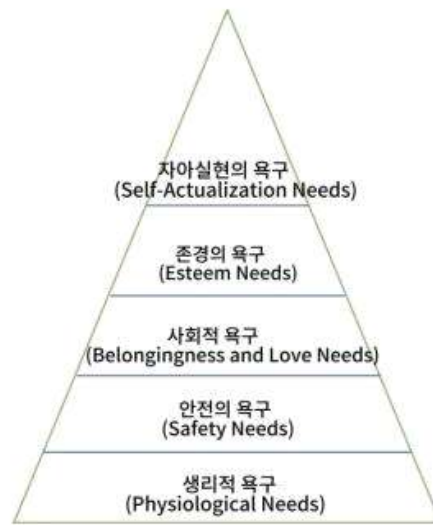 자아실현의 욕구
(Self-Actualization Needs)
존경의 욕구
(Esteem Needs)
사회적 욕구
(Belongingness and Love Needs)
안전의 욕구
(Safety Needs)
생리적 욕구
(Physiological Needs)